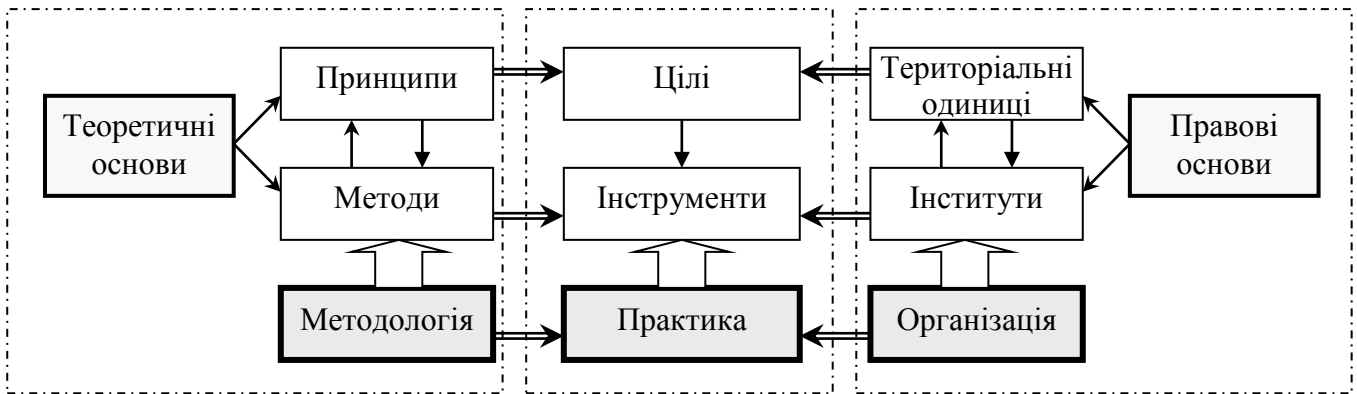 Принципи
Цілі
Територіальні
одиниці
Теоретичні
основи
Правові
основи
Методи
Інструменти
Інститути
Методологія
Практика
Організація